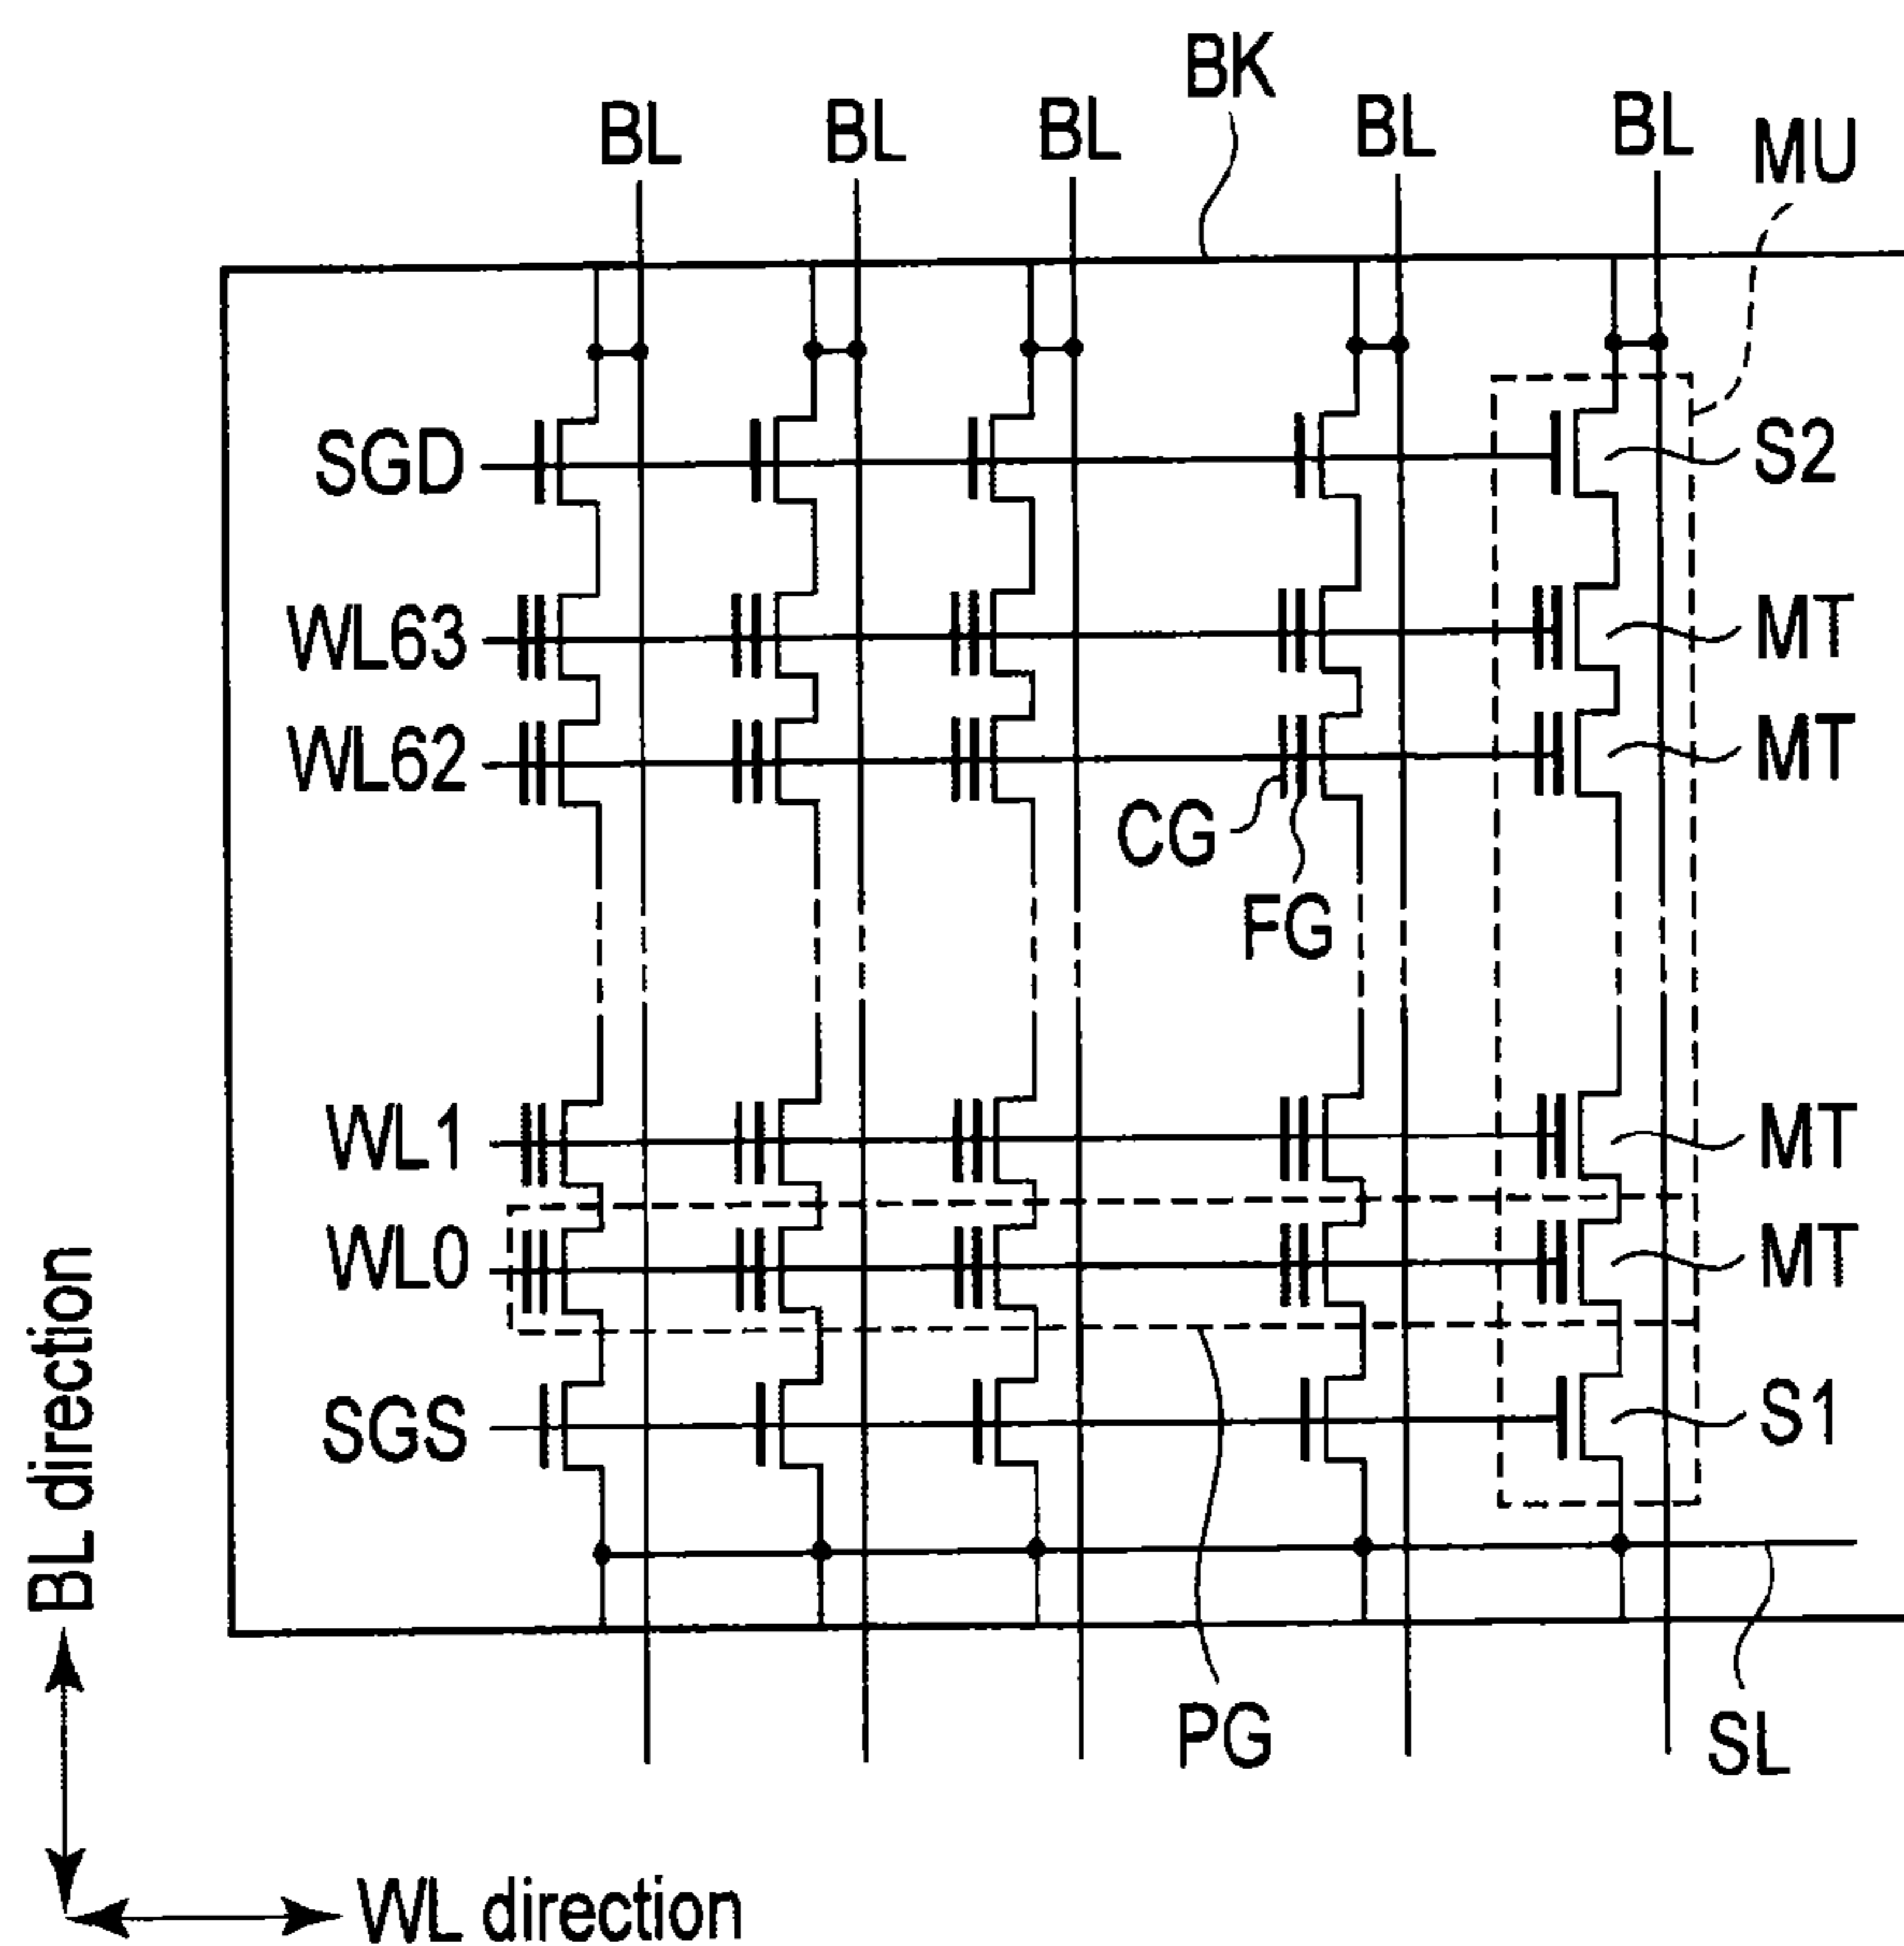 BK
BL BL BL BL BL MU
SGD S2
WL63 MT
WL62 MT
CG
FG
WL1 MT
WL0 MT
SGS S1
BL direction
PG
SL
WL direction